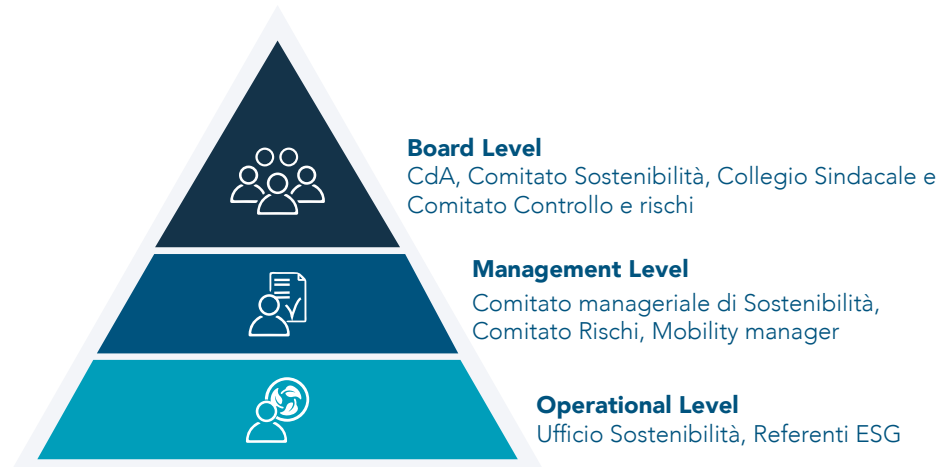 Board Level
CdA, Comitato Sostenibilità, Collegio Sindacale e
Comitato Controllo e rischi
Management Level
Comitato manageriale di Sostenibilità,
Comitato Rischi, Mobility manager
Operational Level
Ufficio Sostenibilità, Referenti ESG